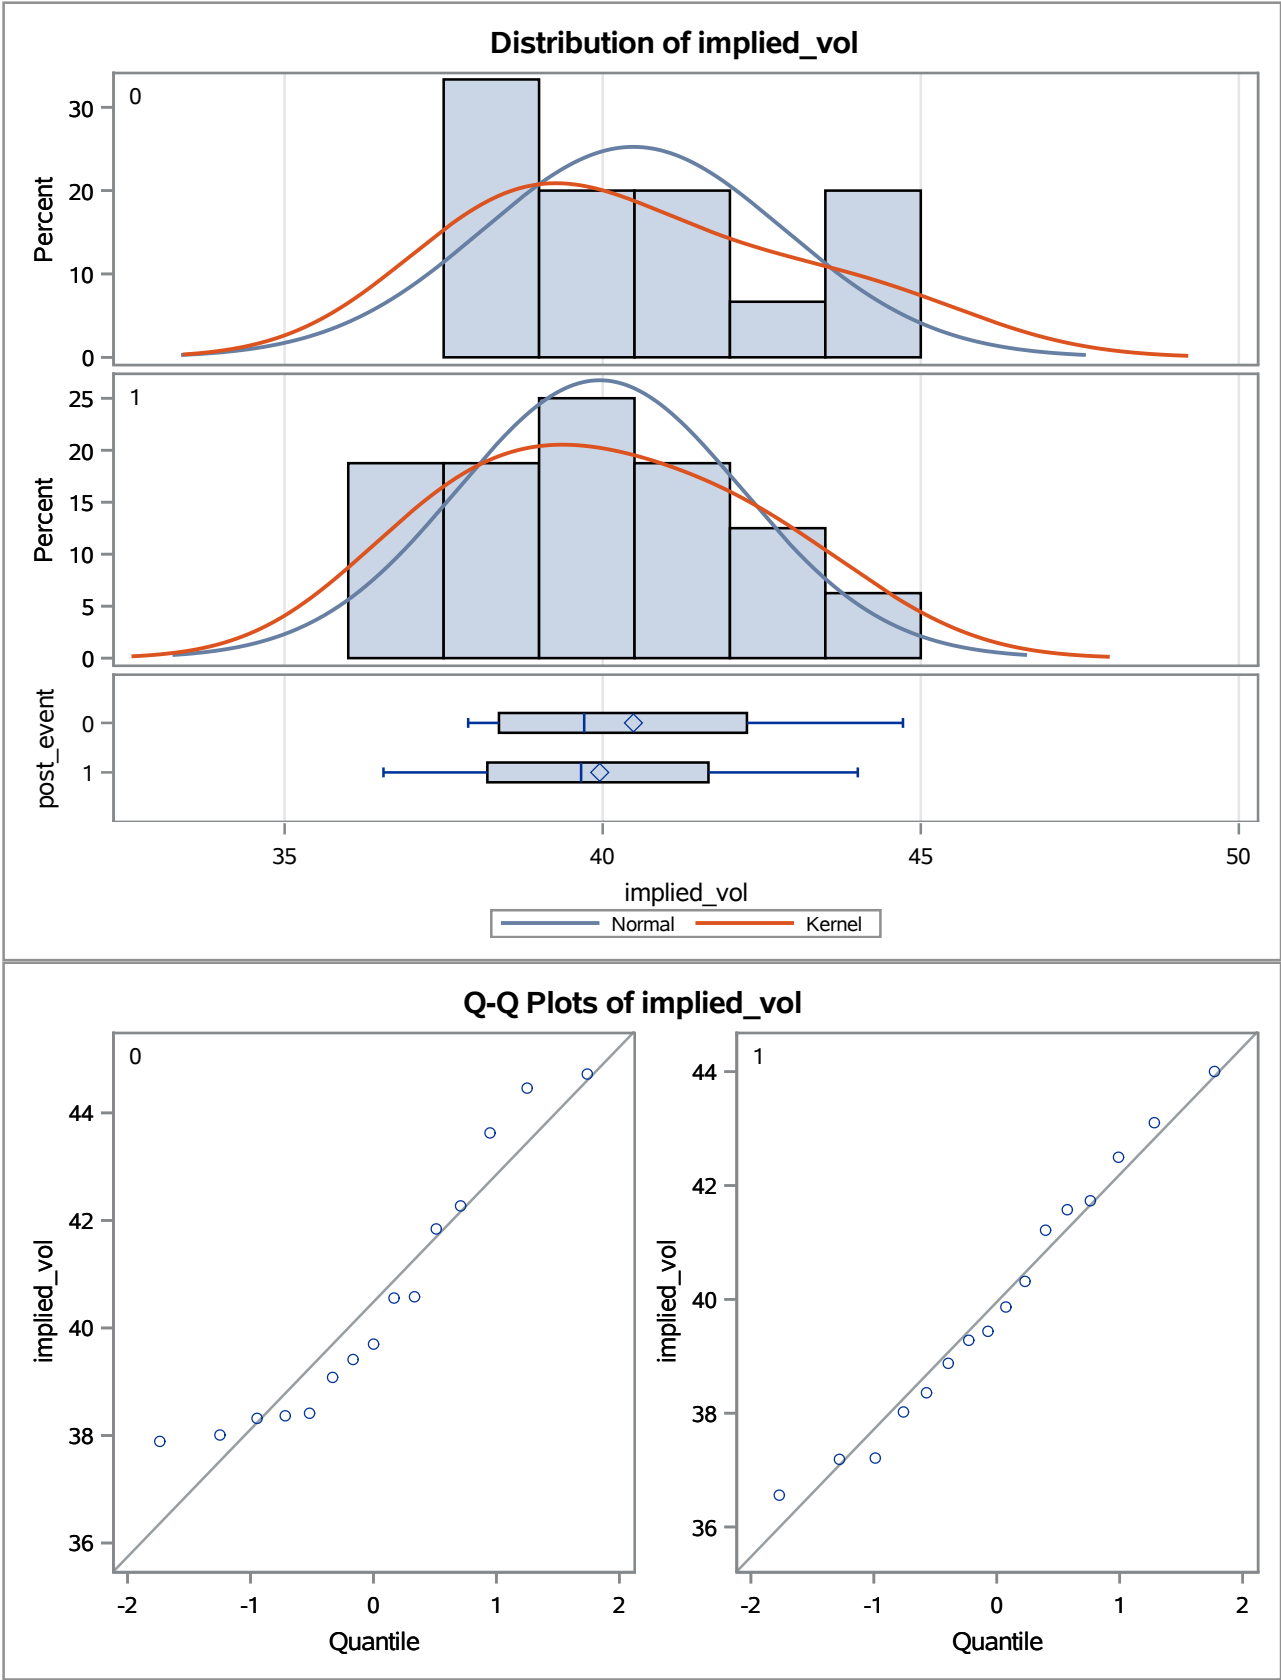 Distribution of implied_vol
0
30
20
10
0
Percent
1
25
20
15
10
5
0
Percent
post_event
0
1
35 40 45 50
implied_vol
Normal Kernel
Q-Q Plots of implied_vol
0
44
42
40
38
36
implied_vol
-2 -1 0 1 2
Quantile
1
44
42
40
38
36
implied_vol
-2 -1 0 1 2
Quantile